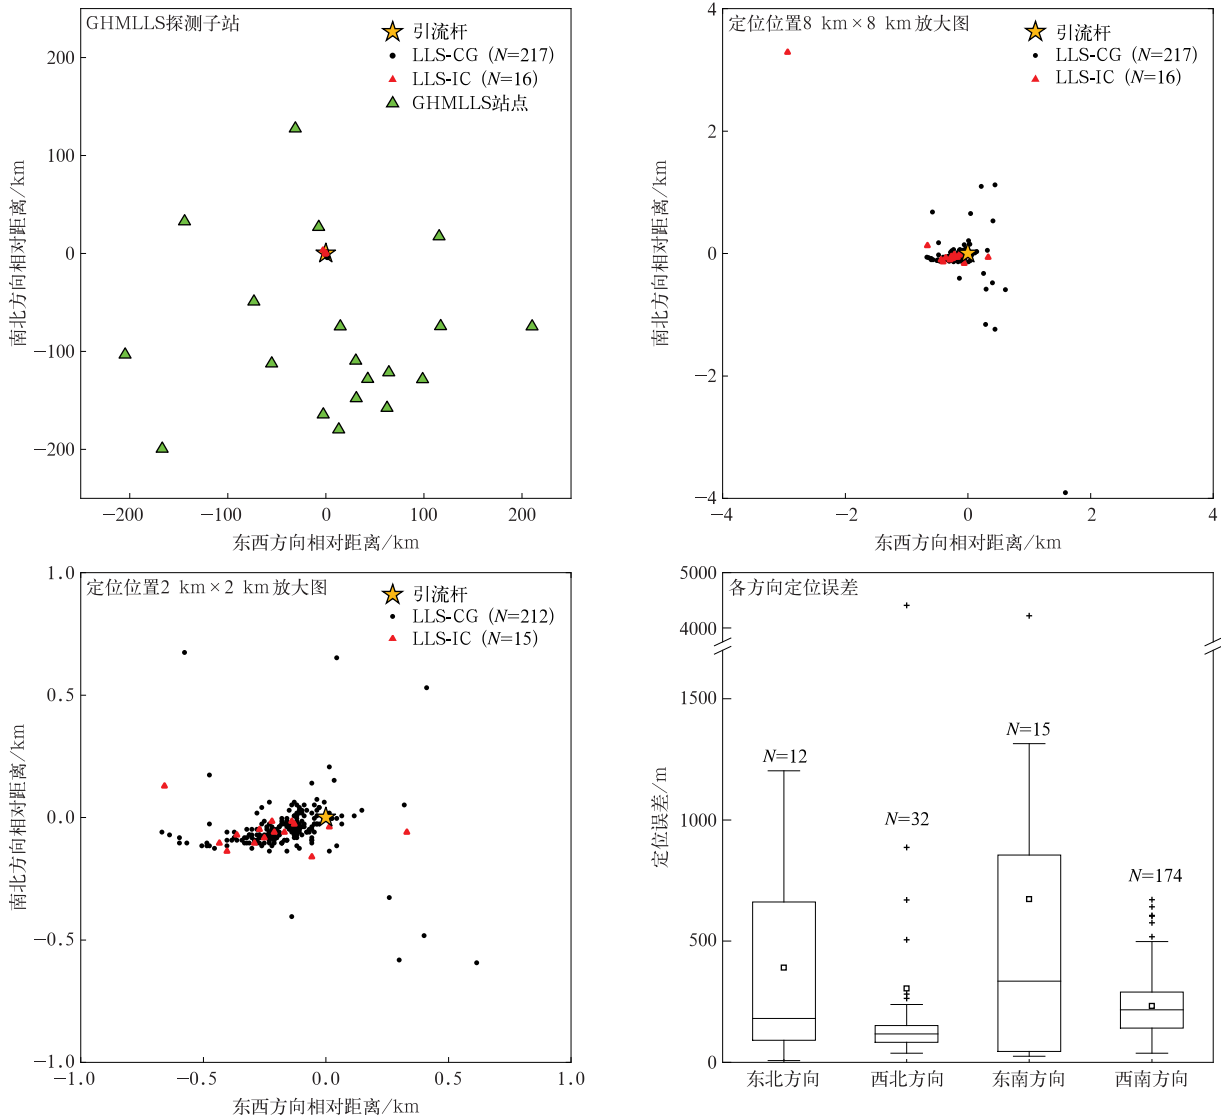 GHMLLS探测子站
引流杆
LLS-CG (N=217)
LLS-IC (N=16)
GHMLLS站点
200
100
0
−100
−200
南北方向相对距离/km
−200
−100
0
100
200
东西方向相对距离/km
定位位置8 km×8 km放大图
引流杆
LLS-CG (N=217)
LLS-IC (N=16)
4
2
0
−2
−4
南北方向相对距离/km
−4
−2
0
2
4
东西方向相对距离/km
定位位置2 km×2 km放大图
引流杆
LLS-CG (N=212)
LLS-IC (N=15)
1.0
0.5
0.0
−0.5
−1.0
南北方向相对距离/km
−1.0
−0.5
0.0
0.5
1.0
东西方向相对距离/km
各方向定位误差
5000
4000
1500
1000
500
0
定位误差/m
N=12
N=32
N=15
N=174
东北方向
西北方向
东南方向
西南方向